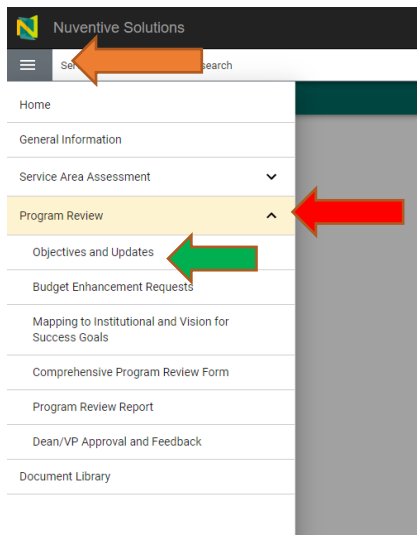 Nuventive Solutions
Se search
Home
General Information
Service Area Assessment
Program Review
Objectives and Updates
Budget Enhancement Requests
Mapping to Institutional and Vision for
Success Goals
Comprehensive Program Review Form
Program Review Report
Dean/VP Approval and Feedback
Document Library